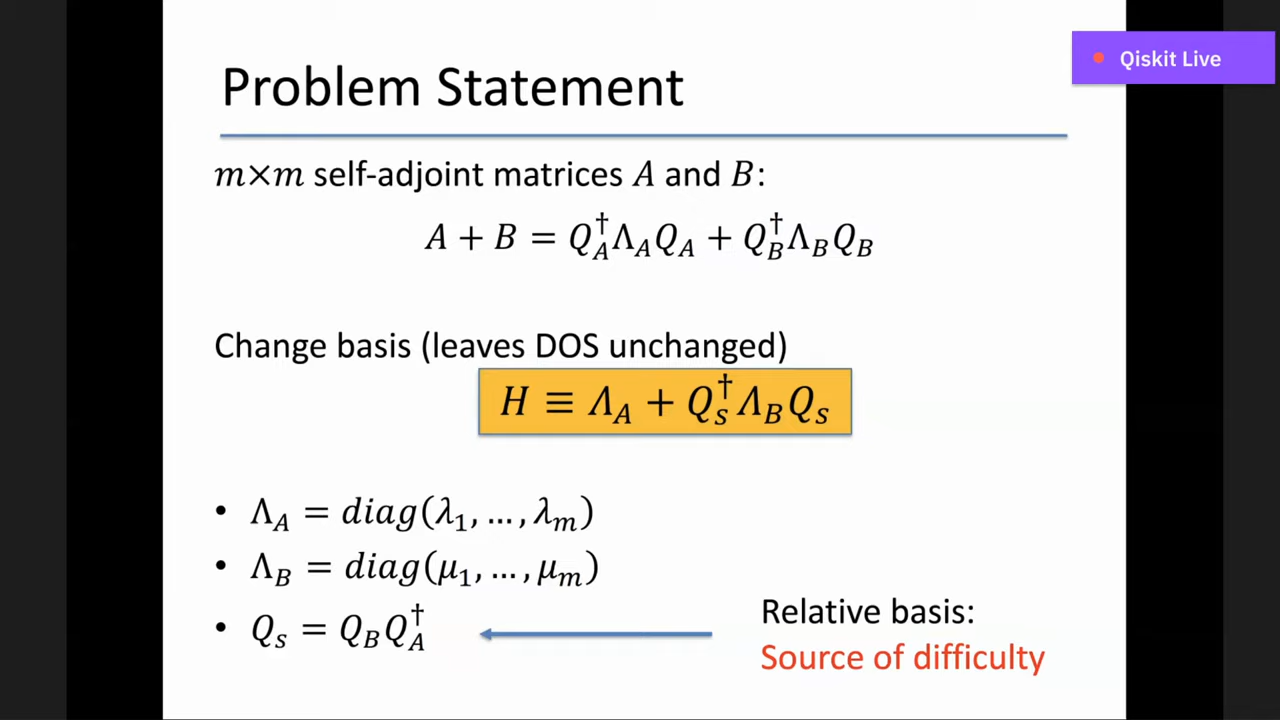 Qiskit Live
Problem Statement
m×m self-adjoint matrices A and B:
A + B = Q_A^† Λ_A Q_A + Q_B^† Λ_B Q_B
Change basis (leaves DOS unchanged)
H ≡ Λ_A + Q_s^† Λ_B Q_s
• Λ_A = diag(λ_1, … , λ_m)
• Λ_B = diag(μ_1, … , μ_m)
• Q_s = Q_B Q_A^†
Relative basis:
Source of difficulty